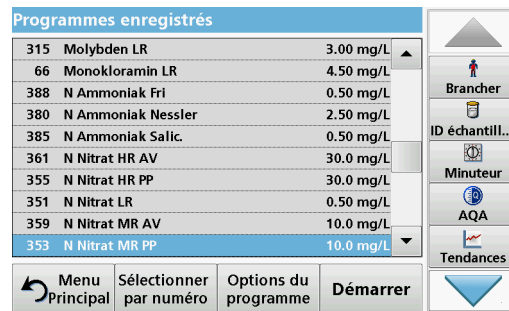 Programmes enregistrés
315 Molybden LR 3.00 mg/L
66 Monokloramin LR 4.50 mg/L
388 N Ammoniak Fri 0.50 mg/L
380 N Ammoniak Nessler 2.50 mg/L
385 N Ammoniak Salic. 0.50 mg/L
361 N Nitrat HR AV 30.0 mg/L
355 N Nitrat HR PP 30.0 mg/L
351 N Nitrat LR 0.50 mg/L
359 N Nitrat MR AV 10.0 mg/L
353 N Nitrat MR PP 10.0 mg/L
Menu
Principal
Sélectionner
par numéro
Options du
programme
Démarrer
Brancher
ID échantill..
Minuteur
AQA
Tendances